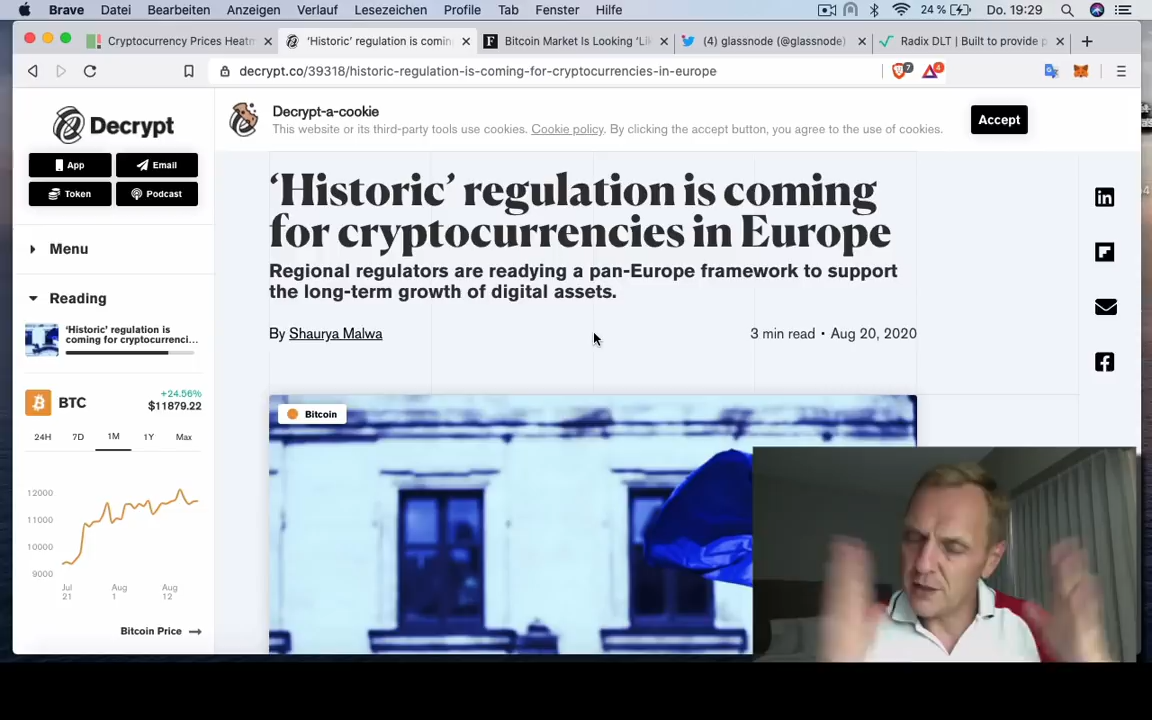 Brave Datei Bearbeiten Anzeigen Verlauf Lesezeichen Profile Tab Fenster Hilfe 24 % Do. 19:29
Cryptocurrency Prices Heatm × 'Historic' regulation is comin × Bitcoin Market Is Looking 'Lik × (4) glassnode (@glassnode) × Radix DLT | Built to provide p × +
decrypt.co/39318/historic-regulation-is-coming-for-cryptocurrencies-in-europe 7 4
Decrypt
App Email
Token Podcast
Menu
Reading
'Historic' regulation is
coming for cryptocurrenci...
BTC +24.56%
$11879.22
24H 7D 1M 1Y Max
12000
11000
10000
9000
Jul
21
Aug
1
Aug
12
Bitcoin Price →
Decrypt-a-cookie
This website or its third-party tools use cookies. Cookie policy. By clicking the accept button, you agree to the use of cookies.
Accept
'Historic' regulation is coming
for cryptocurrencies in Europe
Regional regulators are readying a pan-Europe framework to support
the long-term growth of digital assets.
By Shaurya Malwa 3 min read • Aug 20, 2020
Bitcoin